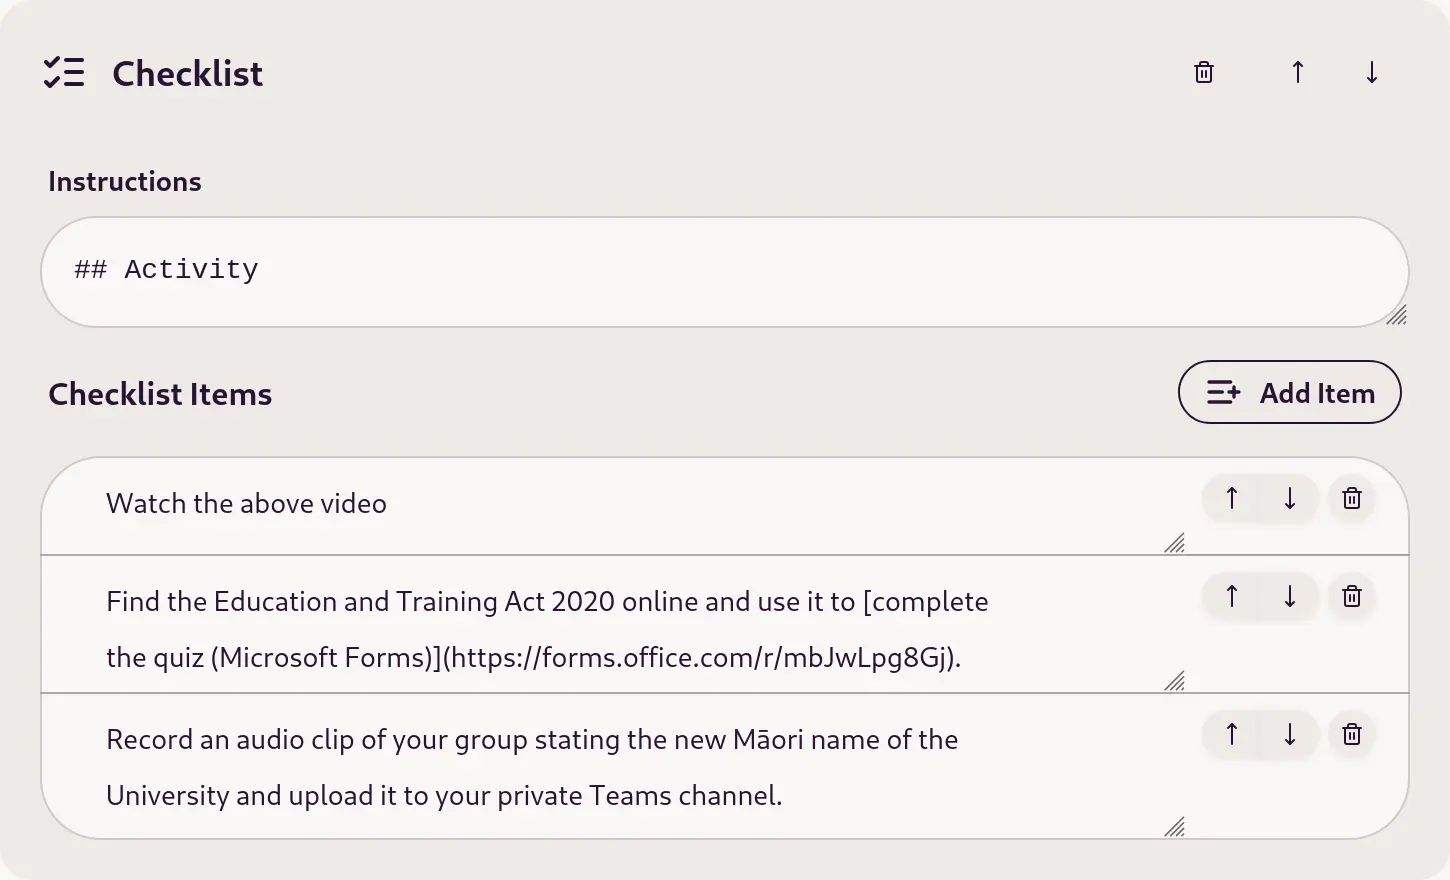 Checklist
Instructions
## Activity
Checklist Items
Add Item
Watch the above video
Find the Education and Training Act 2020 online and use it to [complete
the quiz (Microsoft Forms)](https://forms.office.com/r/mbJwLpg8Gj).
Record an audio clip of your group stating the new Māori name of the
University and upload it to your private Teams channel.